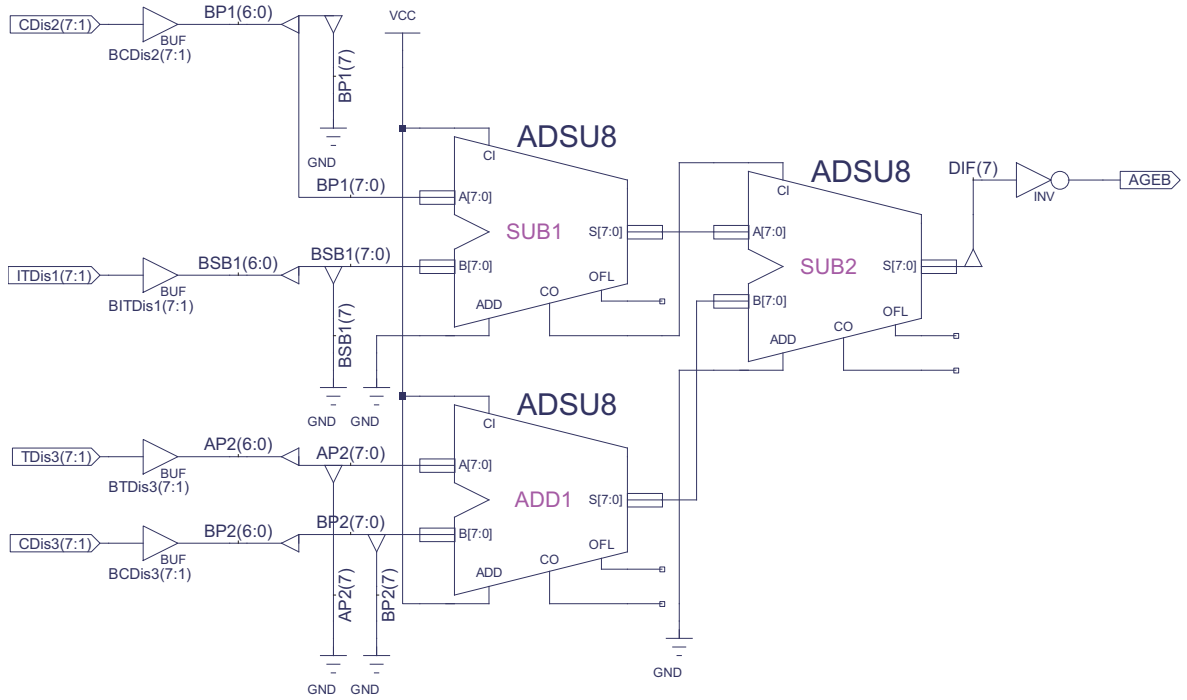 CDis2(7:1)
BUF
BCDis2(7:1)
BP1(6:0)
BP1(7)
GND
VCC
BP1(7:0)
ADSU8
CI
A[7:0]
SUB1
S[7:0]
B[7:0]
OFL
CO
ADD
ITDis1(7:1)
BUF
BITDis1(7:1)
BSB1(6:0)
BSB1(7:0)
BSB1(7)
GND
GND
ADSU8
CI
A[7:0]
SUB2
S[7:0]
B[7:0]
OFL
CO
ADD
DIF(7)
INV
AGEB
TDis3(7:1)
BUF
BTDis3(7:1)
AP2(6:0)
AP2(7:0)
ADSU8
CI
A[7:0]
ADD1
S[7:0]
B[7:0]
OFL
CO
ADD
CDis3(7:1)
BUF
BCDis3(7:1)
BP2(6:0)
BP2(7:0)
AP2(7)
BP2(7)
GND
GND
GND